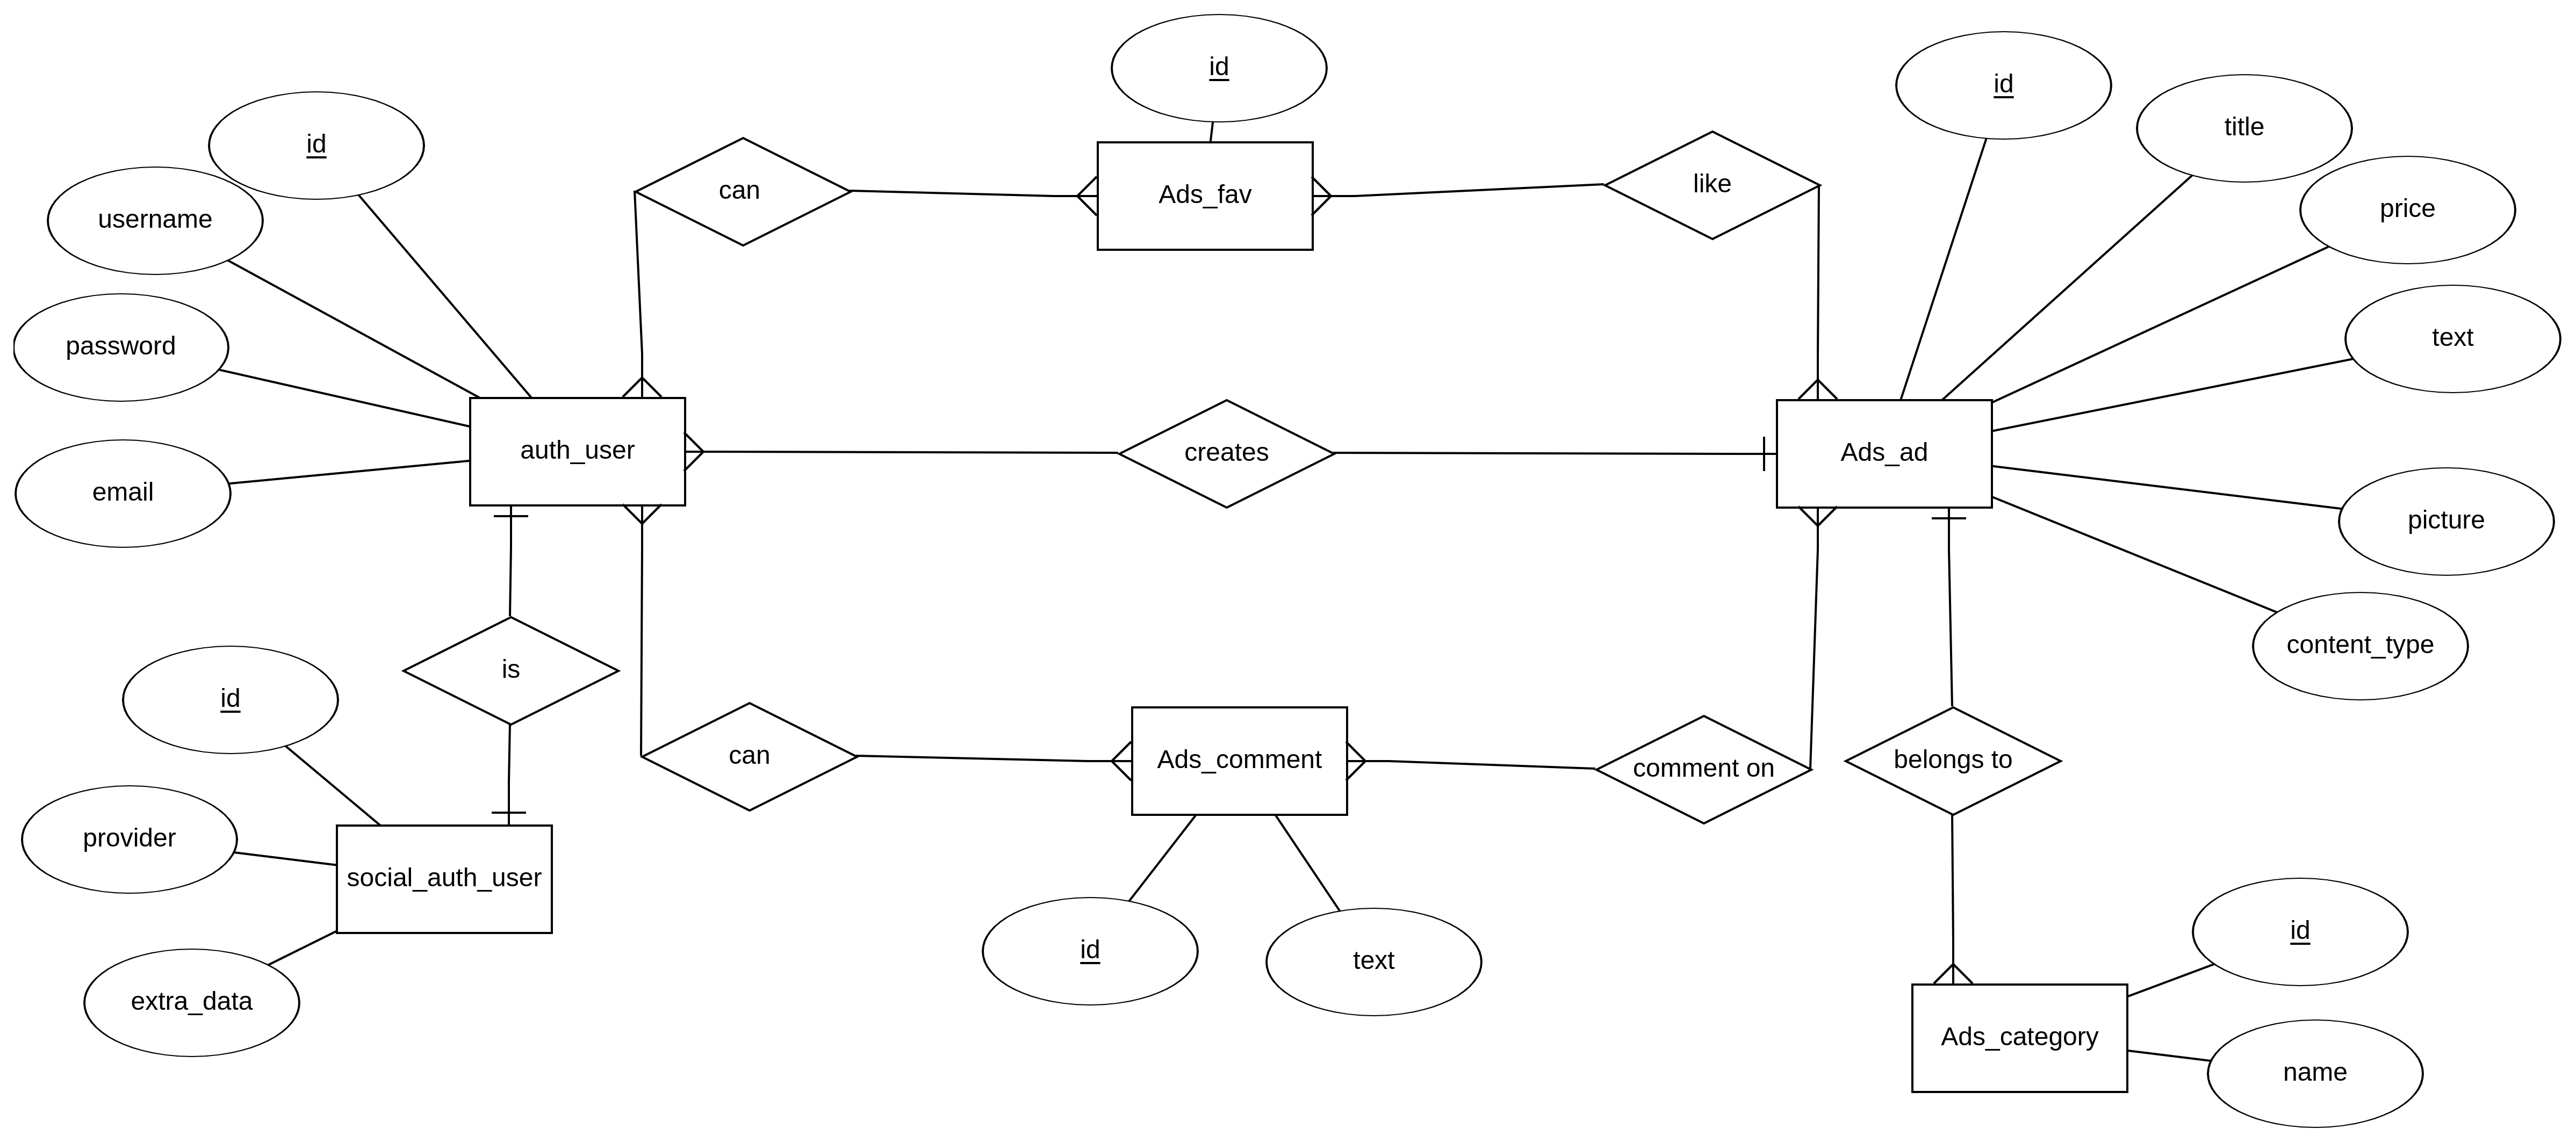 id
id
title
id
can
like
Ads_fav
price
username
password
text
auth_user
creates
Ads_ad
email
picture
is
content_type
id
can
Ads_comment
comment on
belongs to
provider
social_auth_user
id
id
text
extra_data
Ads_category
name